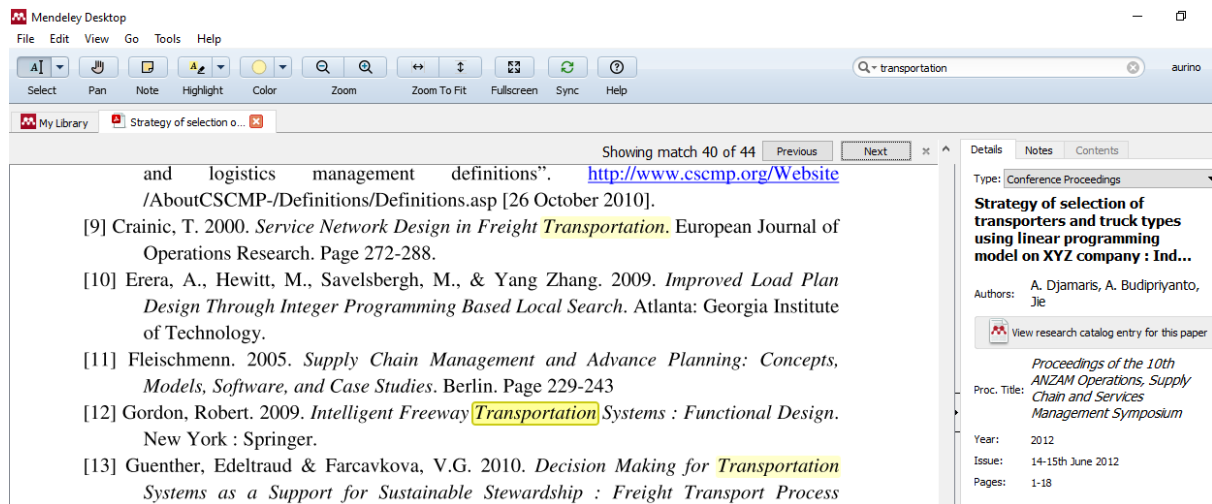 Mendeley Desktop
File Edit View Go Tools Help
Select Pan Note Highlight Color Zoom Zoom To Fit Fullscreen Sync Help
transportation
aurino
My Library
Strategy of selection o...
Showing match 40 of 44 Previous Next
and logistics management definitions”. http://www.cscmp.org/Website
/AboutCSCMP-/Definitions/Definitions.asp [26 October 2010].
[9] Crainic, T. 2000. Service Network Design in Freight Transportation. European Journal of
Operations Research. Page 272-288.
[10] Erera, A., Hewitt, M., Savelsbergh, M., & Yang Zhang. 2009. Improved Load Plan
Design Through Integer Programming Based Local Search. Atlanta: Georgia Institute
of Technology.
[11] Fleischmenn. 2005. Supply Chain Management and Advance Planning: Concepts,
Models, Software, and Case Studies. Berlin. Page 229-243
[12] Gordon, Robert. 2009. Intelligent Freeway Transportation Systems : Functional Design.
New York : Springer.
[13] Guenther, Edeltraud & Farcavkova, V.G. 2010. Decision Making for Transportation
Systems as a Support for Sustainable Stewardship : Freight Transport Process
Details Notes Contents
Type: Conference Proceedings
Strategy of selection of
transporters and truck types
using linear programming
model on XYZ company : Ind...
Authors: A. Djamaris, A. Budipriyanto,
Jie
View research catalog entry for this paper
Proc. Title: Proceedings of the 10th
ANZAM Operations, Supply
Chain and Services
Management Symposium
Year: 2012
Issue: 14-15th June 2012
Pages: 1-18